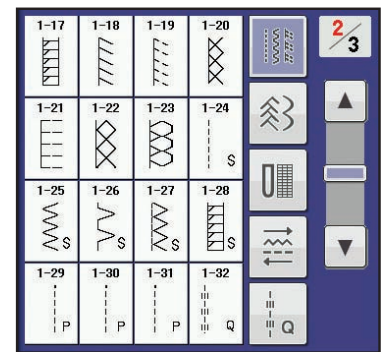 1-17 1-18 1-19 1-20 2/3
1-21 1-22 1-23 1-24
S
1-25 1-26 1-27 1-28
S S S S
1-29 1-30 1-31 1-32
P P P Q Q